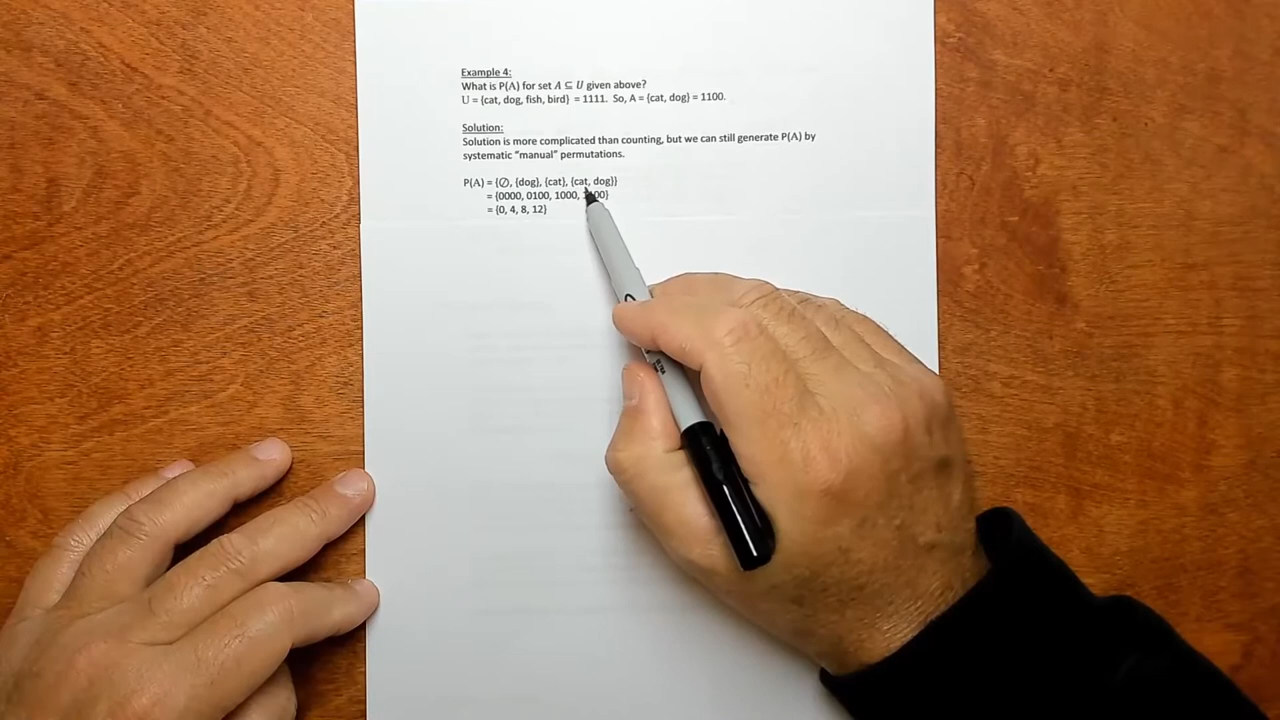 Example 4:
What is P(A) for set A ⊆ U given above?
U = {cat, dog, fish, bird} = 1111. So, A = {cat, dog} = 1100.
Solution:
Solution is more complicated than counting, but we can still generate P(A) by
systematic “manual” permutations.
P(A) = {∅, {dog}, {cat}, {cat, dog}}
= {0000, 0100, 1000, 1100}
= {0, 4, 8, 12}